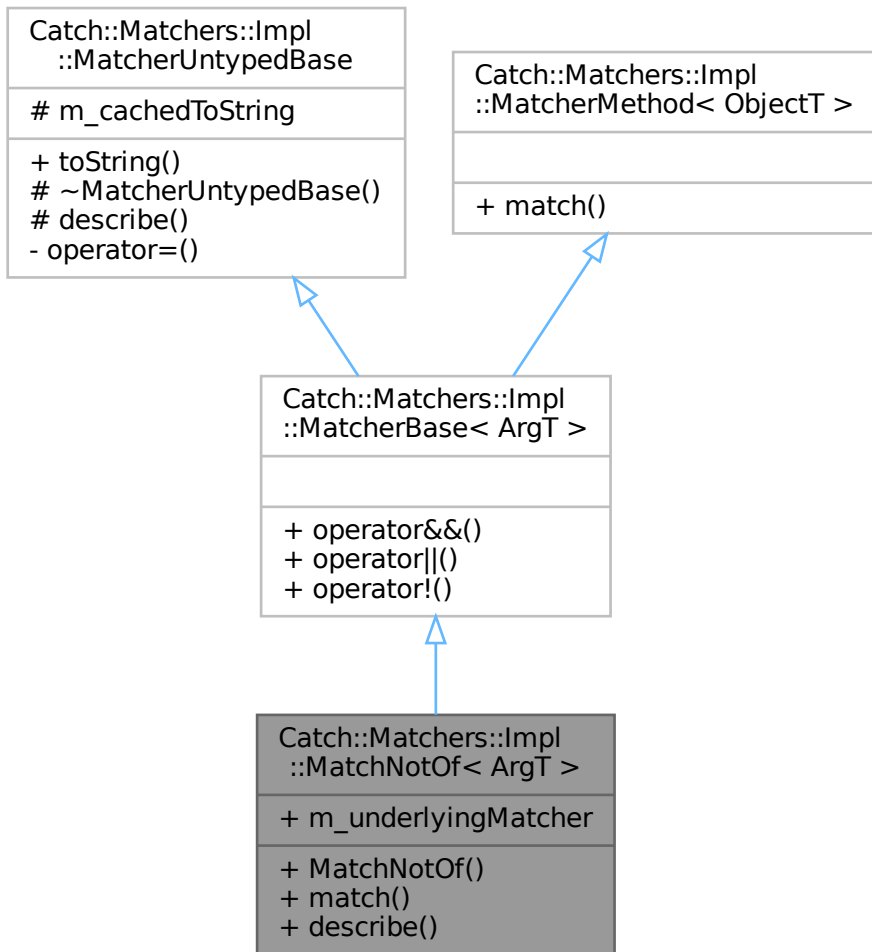 Catch::Matchers::Impl
::MatcherUntypedBase
# m_cachedToString
+ toString()
# ~MatcherUntypedBase()
# describe()
- operator=()
Catch::Matchers::Impl
::MatcherMethod< ObjectT >
+ match()
Catch::Matchers::Impl
::MatcherBase< ArgT >
+ operator&&()
+ operator||()
+ operator!()
Catch::Matchers::Impl
::MatchNotOf< ArgT >
+ m_underlyingMatcher
+ MatchNotOf()
+ match()
+ describe()